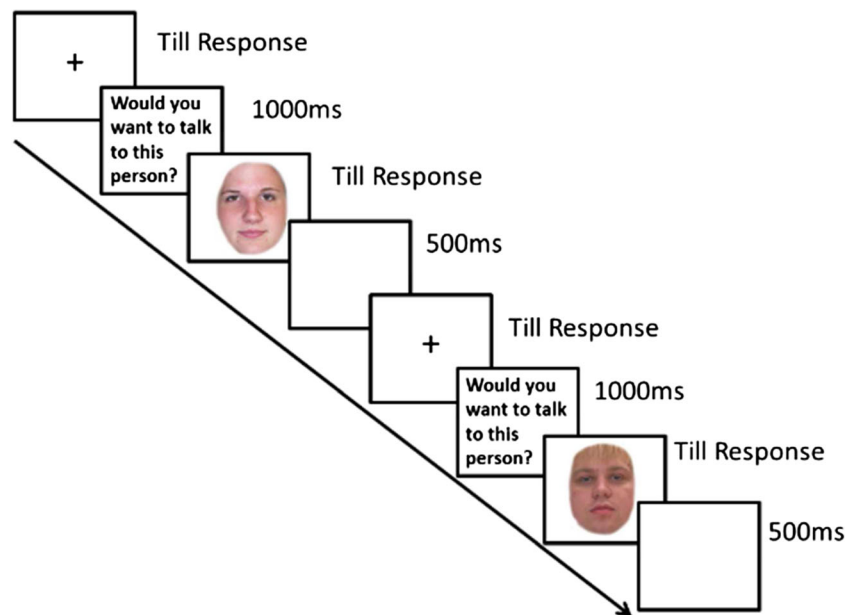 +
Till Response
Would you
want to talk
to this
person?
1000ms
Till Response
500ms
+
Till Response
Would you
want to talk
to this
person?
1000ms
Till Response
500ms